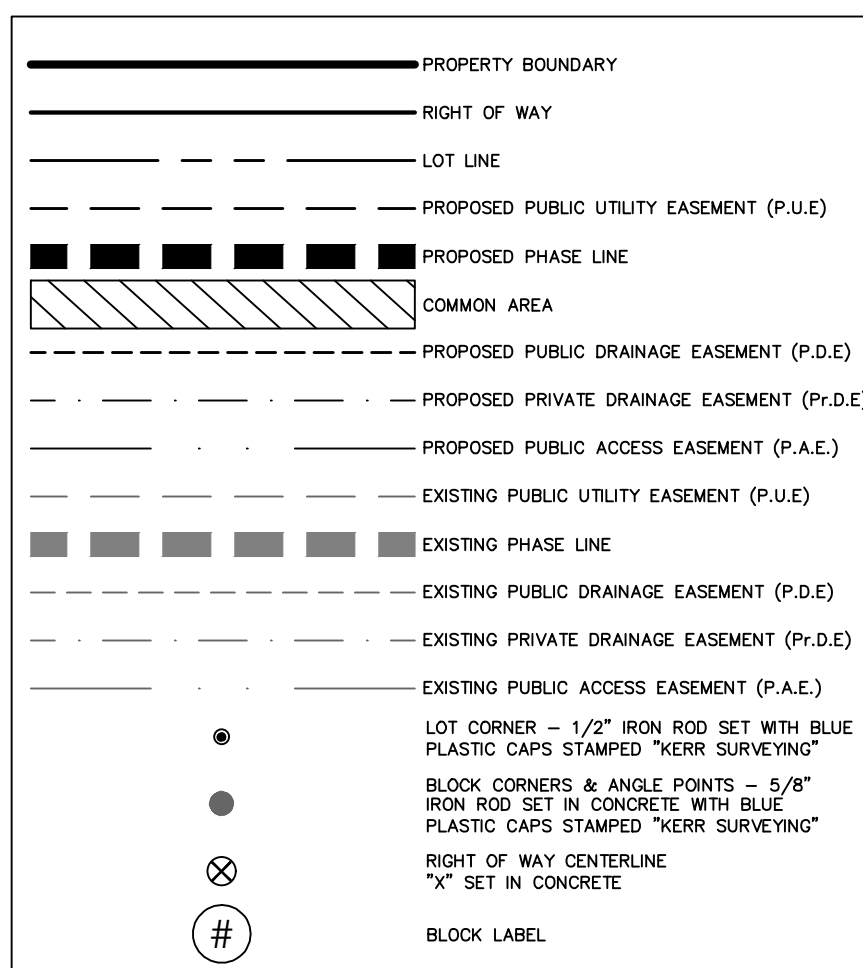 PROPERTY BOUNDARY
RIGHT OF WAY
LOT LINE
PROPOSED PUBLIC UTILITY EASEMENT (P.U.E)
PROPOSED PHASE LINE
COMMON AREA
PROPOSED PUBLIC DRAINAGE EASEMENT (P.D.E)
PROPOSED PRIVATE DRAINAGE EASEMENT (Pr.D.E)
PROPOSED PUBLIC ACCESS EASEMENT (P.A.E.)
EXISTING PUBLIC UTILITY EASEMENT (P.U.E)
EXISTING PHASE LINE
EXISTING PUBLIC DRAINAGE EASEMENT (P.D.E)
EXISTING PRIVATE DRAINAGE EASEMENT (Pr.D.E)
EXISTING PUBLIC ACCESS EASEMENT (P.A.E.)
LOT CORNER – 1/2" IRON ROD SET WITH BLUE
PLASTIC CAPS STAMPED "KERR SURVEYING"
BLOCK CORNERS & ANGLE POINTS – 5/8"
IRON ROD SET IN CONCRETE WITH BLUE
PLASTIC CAPS STAMPED "KERR SURVEYING"
RIGHT OF WAY CENTERLINE
"X" SET IN CONCRETE
# BLOCK LABEL